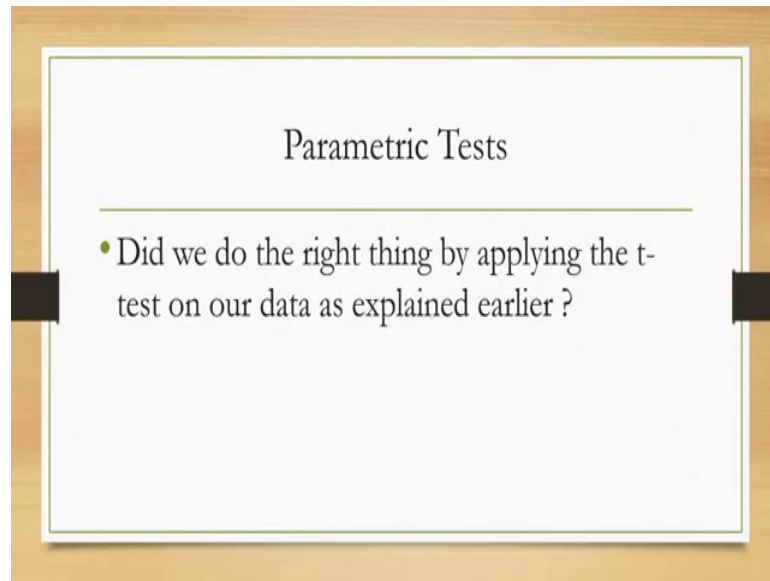 Parametric Tests
• Did we do the right thing by applying the t-
test on our data as explained earlier ?